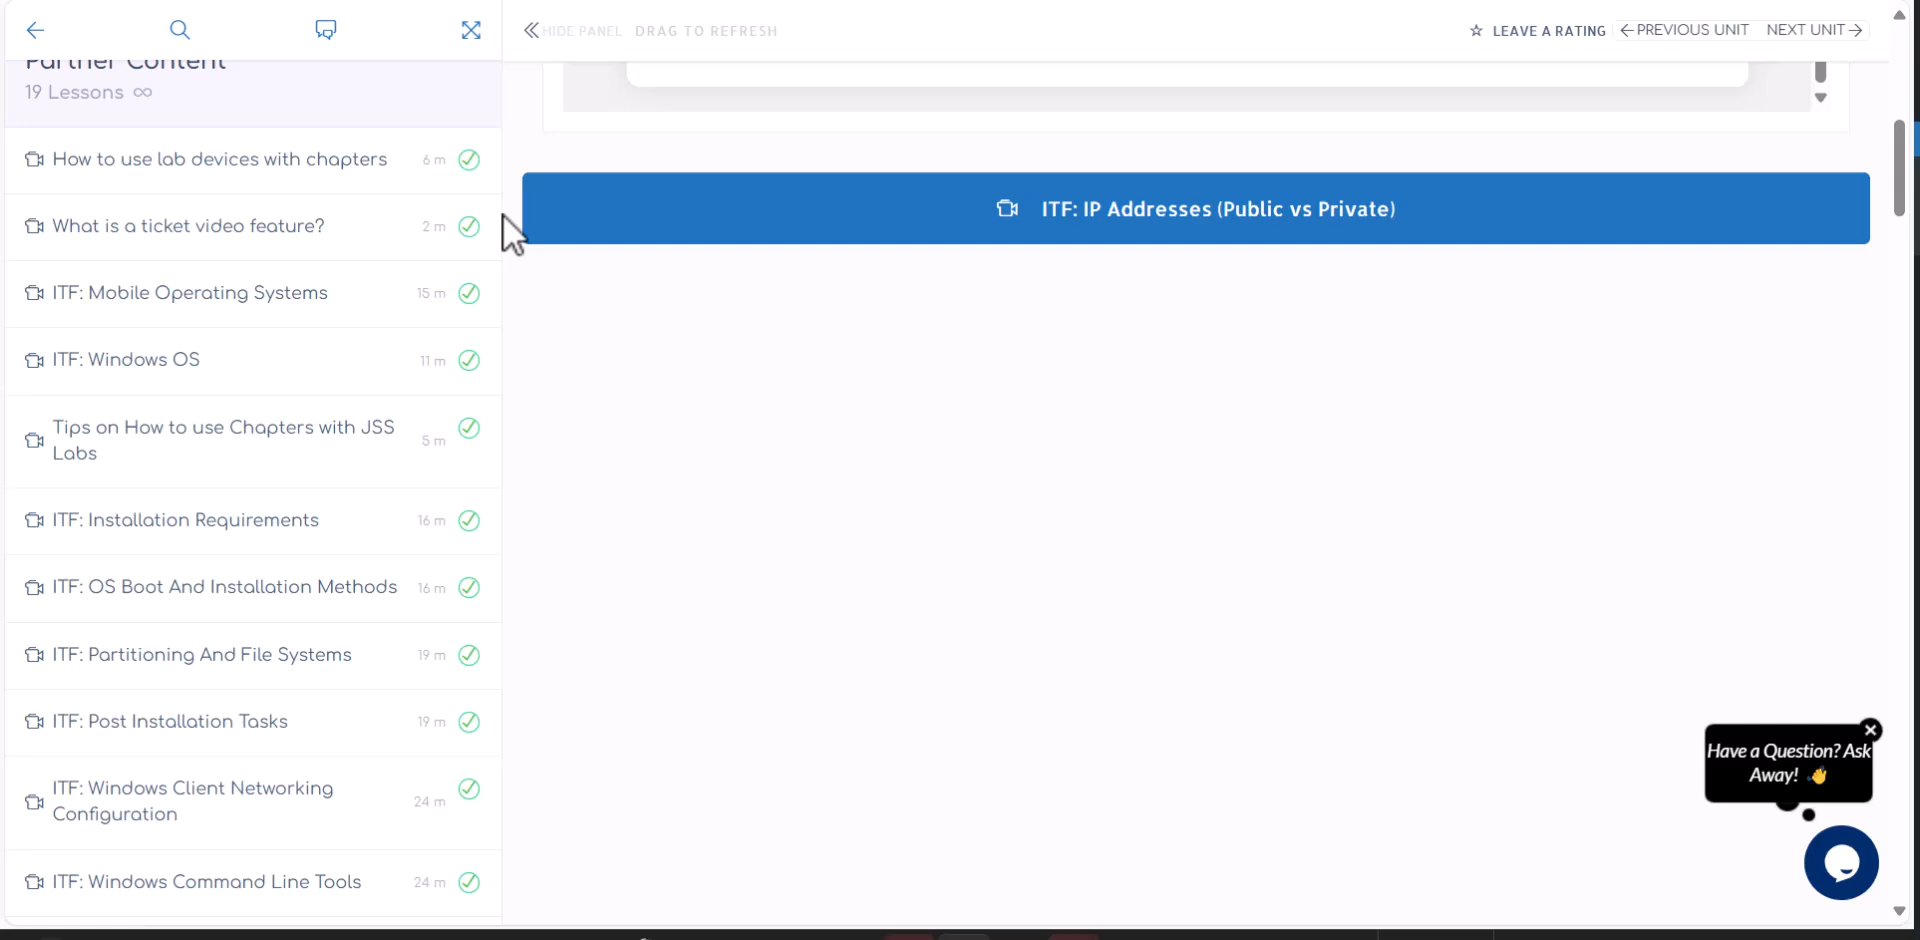 HIDE PANEL DRAG TO REFRESH
LEAVE A RATING PREVIOUS UNIT NEXT UNIT
Partner Content
19 Lessons
How to use lab devices with chapters 6 m
What is a ticket video feature? 2 m
ITF: Mobile Operating Systems 15 m
ITF: Windows OS 11 m
Tips on How to use Chapters with JSS
Labs 5 m
ITF: Installation Requirements 16 m
ITF: OS Boot And Installation Methods 16 m
ITF: Partitioning And File Systems 19 m
ITF: Post Installation Tasks 19 m
ITF: Windows Client Networking
Configuration 24 m
ITF: Windows Command Line Tools 24 m
ITF: IP Addresses (Public vs Private)
Have a Question? Ask
Away! 👋